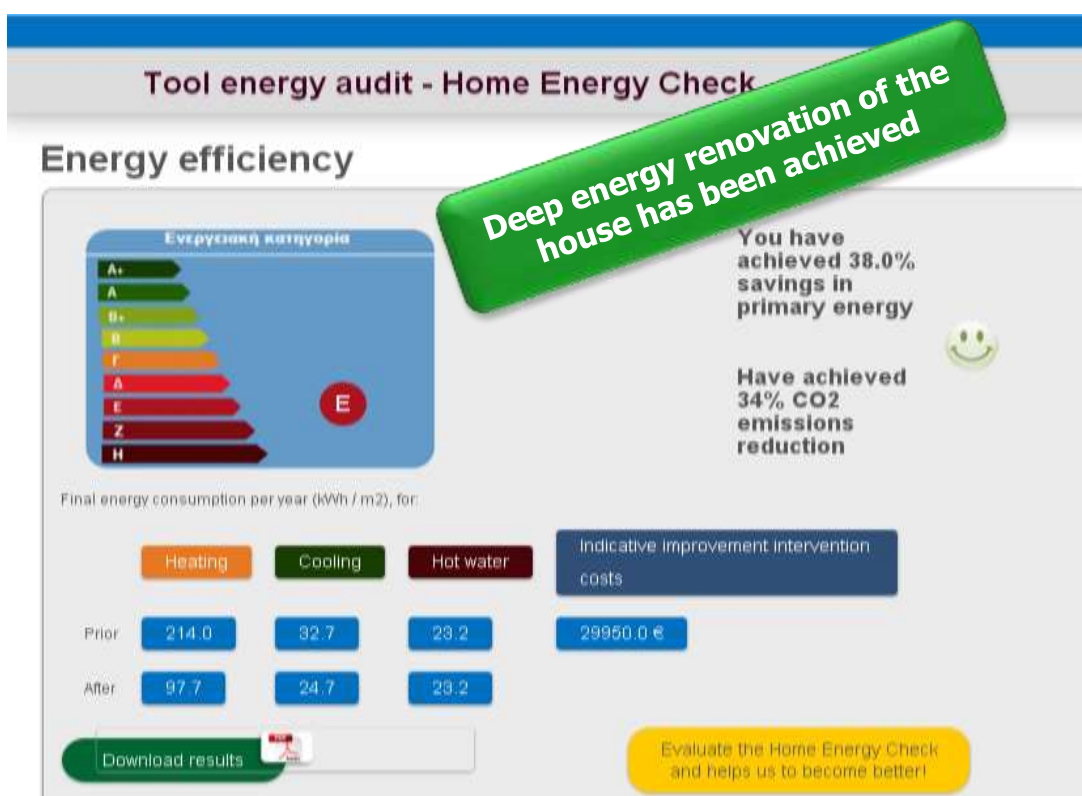 Tool energy audit - Home Energy Check
Deep energy renovation of the
house has been achieved
Energy efficiency
Ενεργειακή κατηγορία
A+
A
B+
B
Γ
Δ
E
Z
H
E
You have
achieved 38.0%
savings in
primary energy
Have achieved
34% CO2
emissions
reduction
Final energy consumption per year (kWh / m2), for:
Heating
Cooling
Hot water
Indicative improvement intervention
costs
Prior
214.0
32.7
23.2
29950.0 €
After
97.7
24.7
23.2
Download results
Evaluate the Home Energy Check
and helps us to become better!